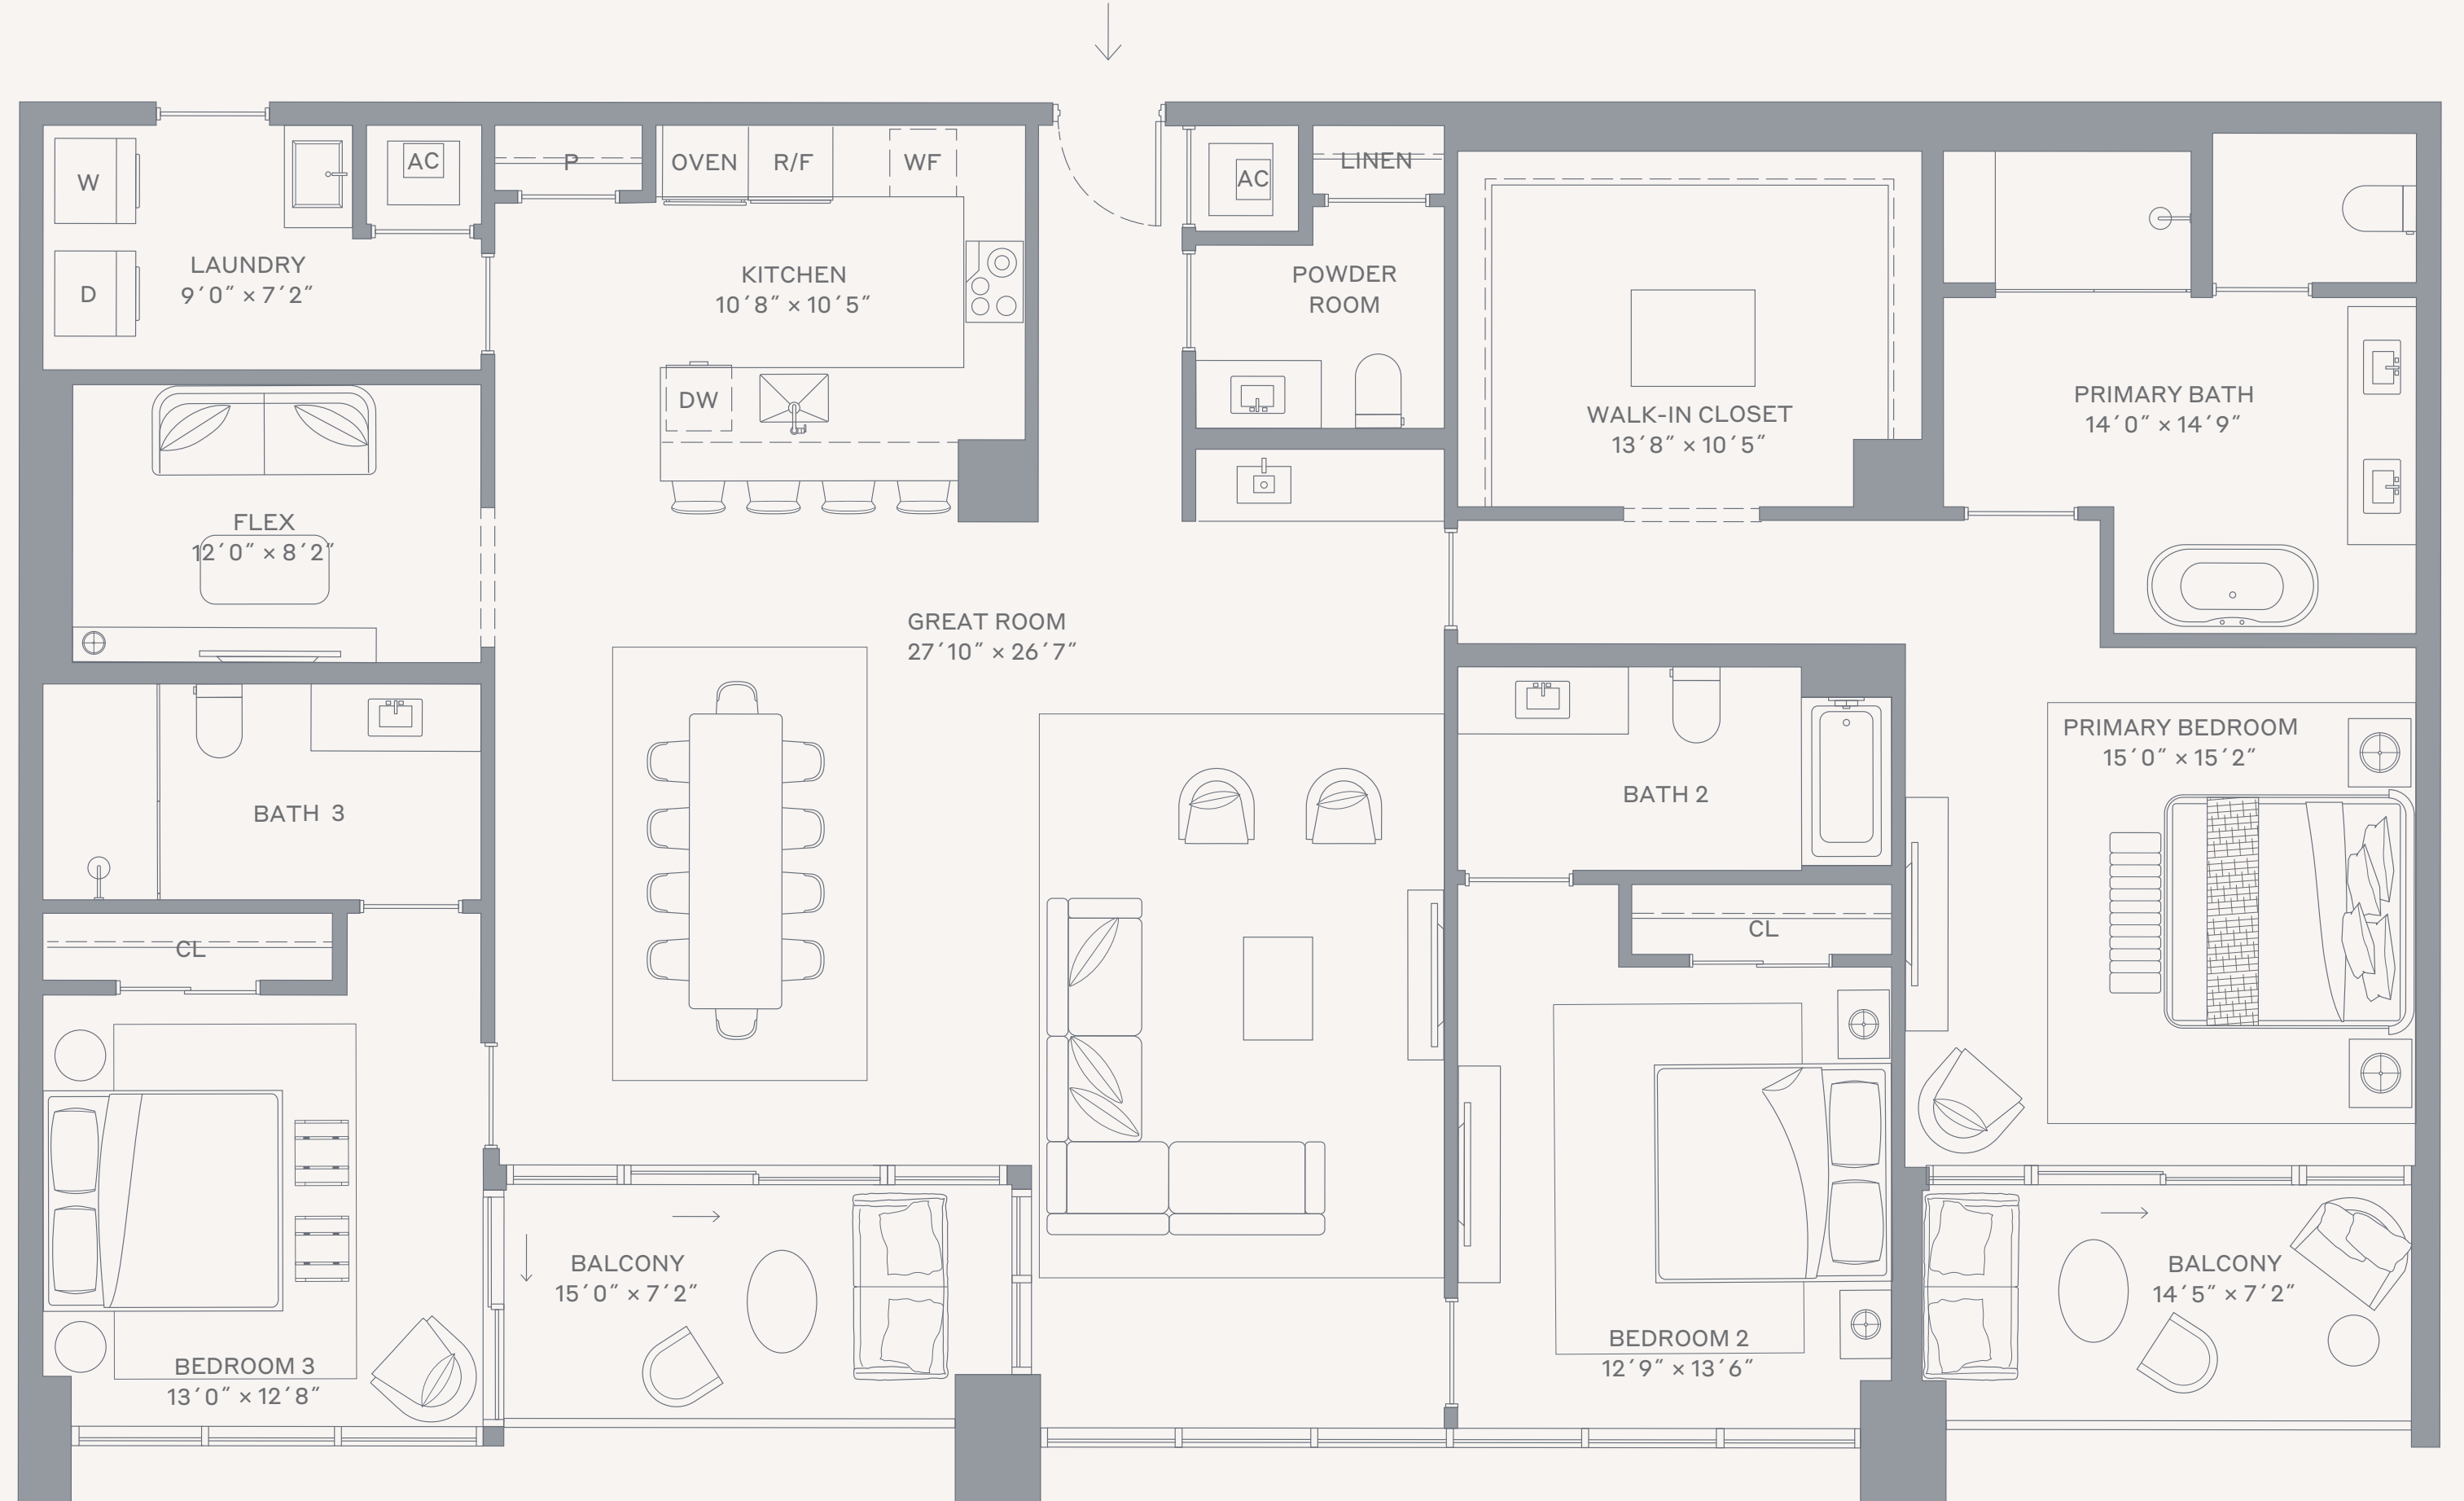 W
AC
P
OVEN
R/F
WF
AC
LINEN
D
LAUNDRY
9´0˝ × 7´2˝
KITCHEN
10´8˝ × 10´5˝
POWDER
ROOM
DW
WALK-IN CLOSET
13´8˝ × 10´5˝
PRIMARY BATH
14´0˝ × 14´9˝
FLEX
12´0˝ × 8´2˝
GREAT ROOM
27´10˝ × 26´7˝
PRIMARY BEDROOM
15´0˝ × 15´2˝
BATH 3
BATH 2
CL
CL
BALCONY
15´0˝ × 7´2˝
BALCONY
14´5˝ × 7´2˝
BEDROOM 3
13´0˝ × 12´8˝
BEDROOM 2
12´9˝ × 13´6˝